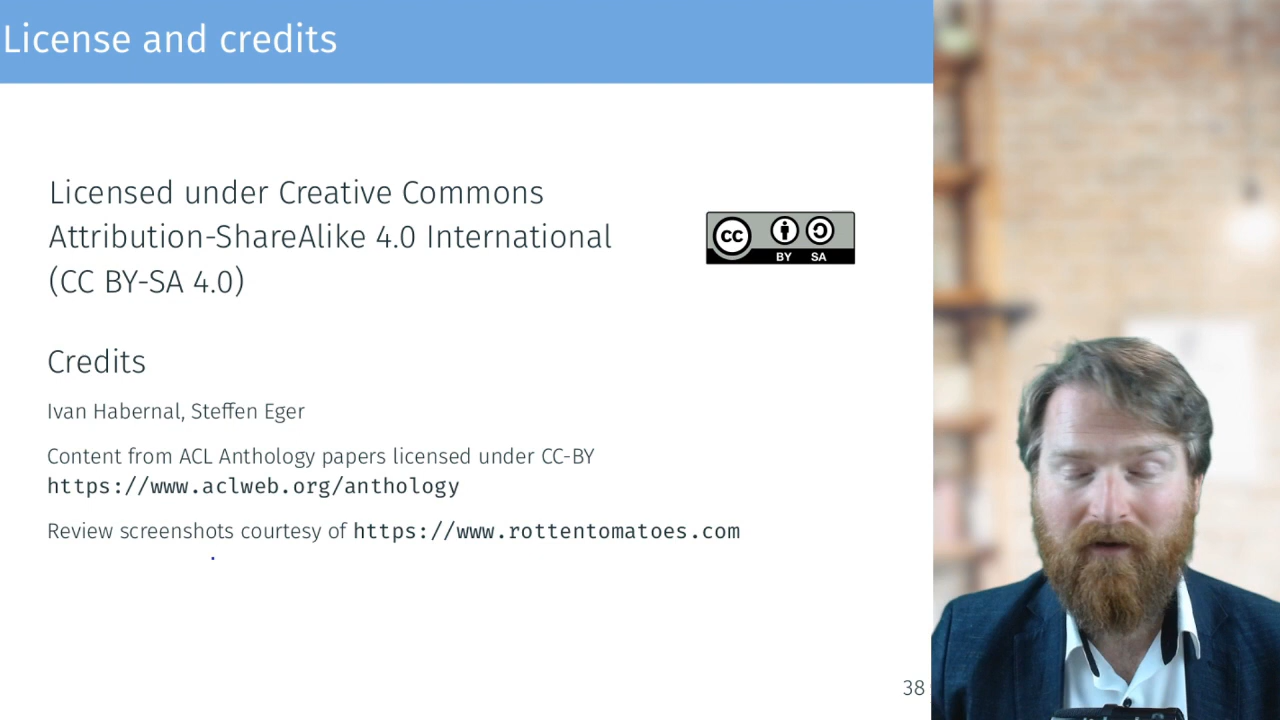 License and credits
Licensed under Creative Commons
Attribution-ShareAlike 4.0 International
(CC BY-SA 4.0)
cc
BY SA
Credits
Ivan Habernal, Steffen Eger
Content from ACL Anthology papers licensed under CC-BY
https://www.aclweb.org/anthology
Review screenshots courtesy of https://www.rottentomatoes.com
38